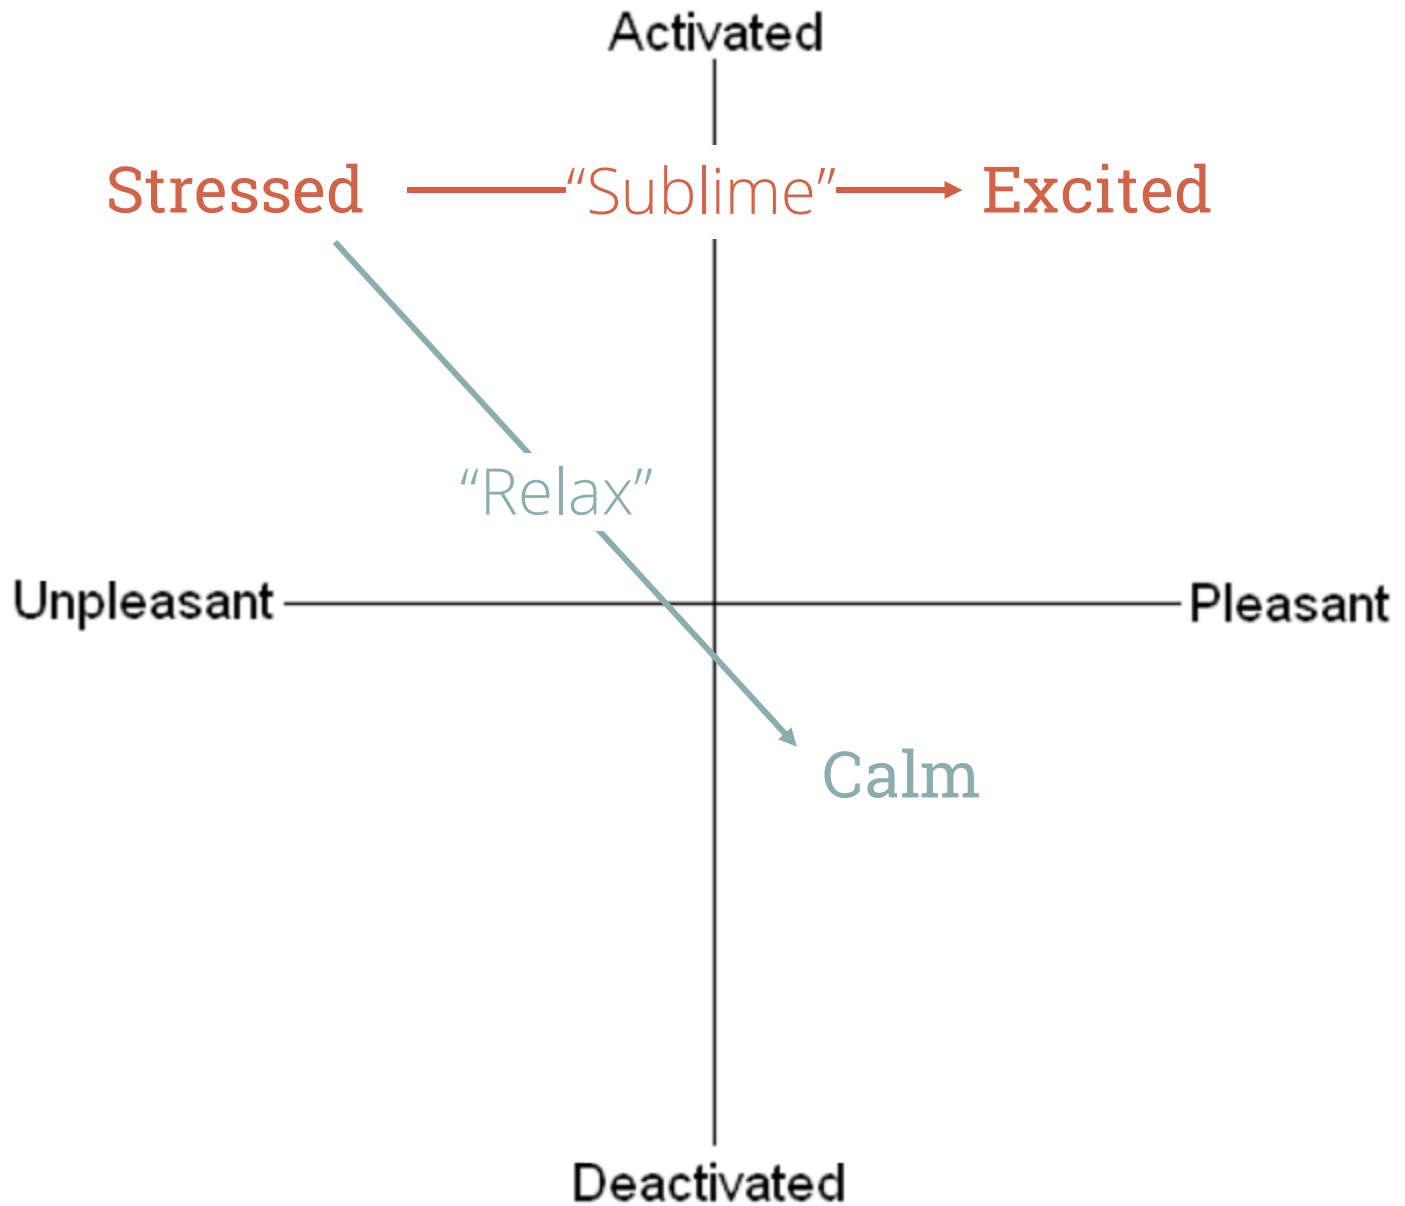 Activated
Stressed “Sublime” Excited
“Relax”
Unpleasant Pleasant
Calm
Deactivated